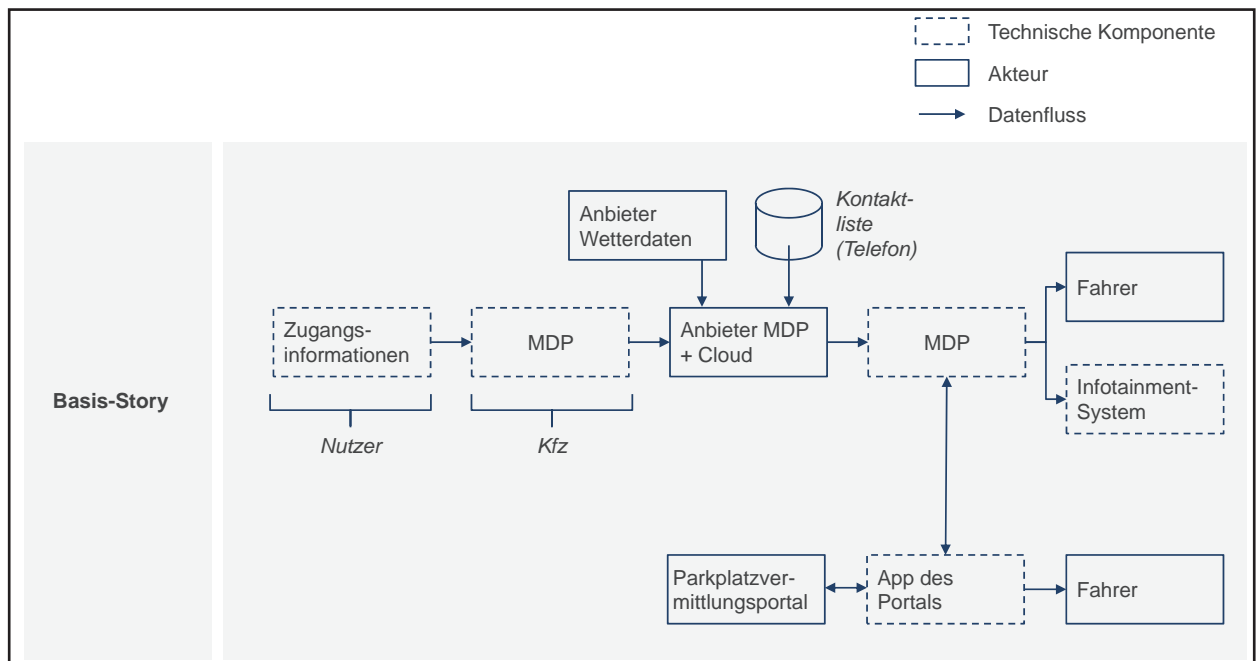 Technische Komponente
Akteur
Datenfluss
Basis-Story
Anbieter
Wetterdaten
Kontakt-
liste
(Telefon)
Zugangs-
informationen
MDP
Anbieter MDP
+ Cloud
MDP
Fahrer
Infotainment-
System
Nutzer
Kfz
Parkplatzver-
mittlungsportal
App des
Portals
Fahrer